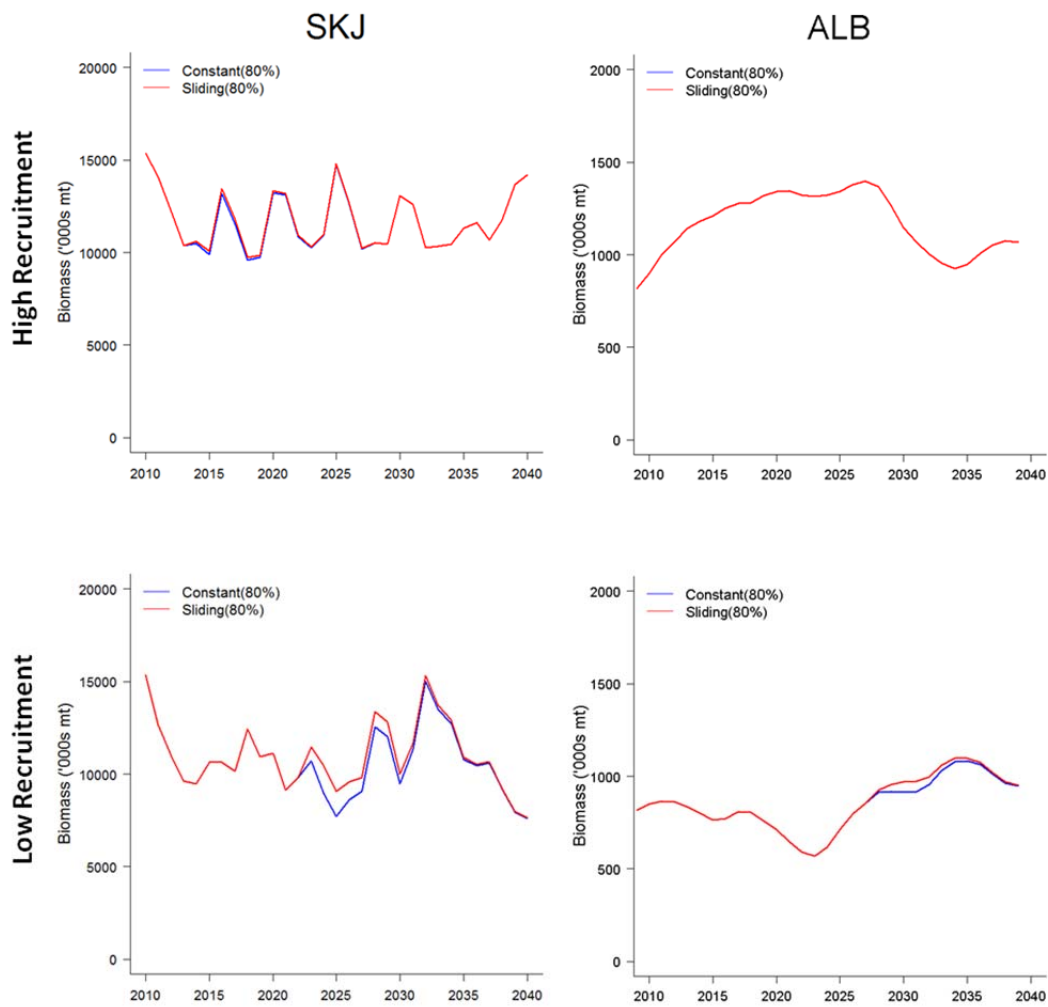 SKJ
ALB
High Recruitment
Biomass ('000s mt)
20000
15000
10000
5000
0
Constant(80%)
Sliding(80%)
2010 2015 2020 2025 2030 2035 2040
Biomass ('000s mt)
2000
1500
1000
500
0
Constant(80%)
Sliding(80%)
2010 2015 2020 2025 2030 2035 2040
Low Recruitment
Biomass ('000s mt)
20000
15000
10000
5000
0
Constant(80%)
Sliding(80%)
2010 2015 2020 2025 2030 2035 2040
Biomass ('000s mt)
2000
1500
1000
500
0
Constant(80%)
Sliding(80%)
2010 2015 2020 2025 2030 2035 2040